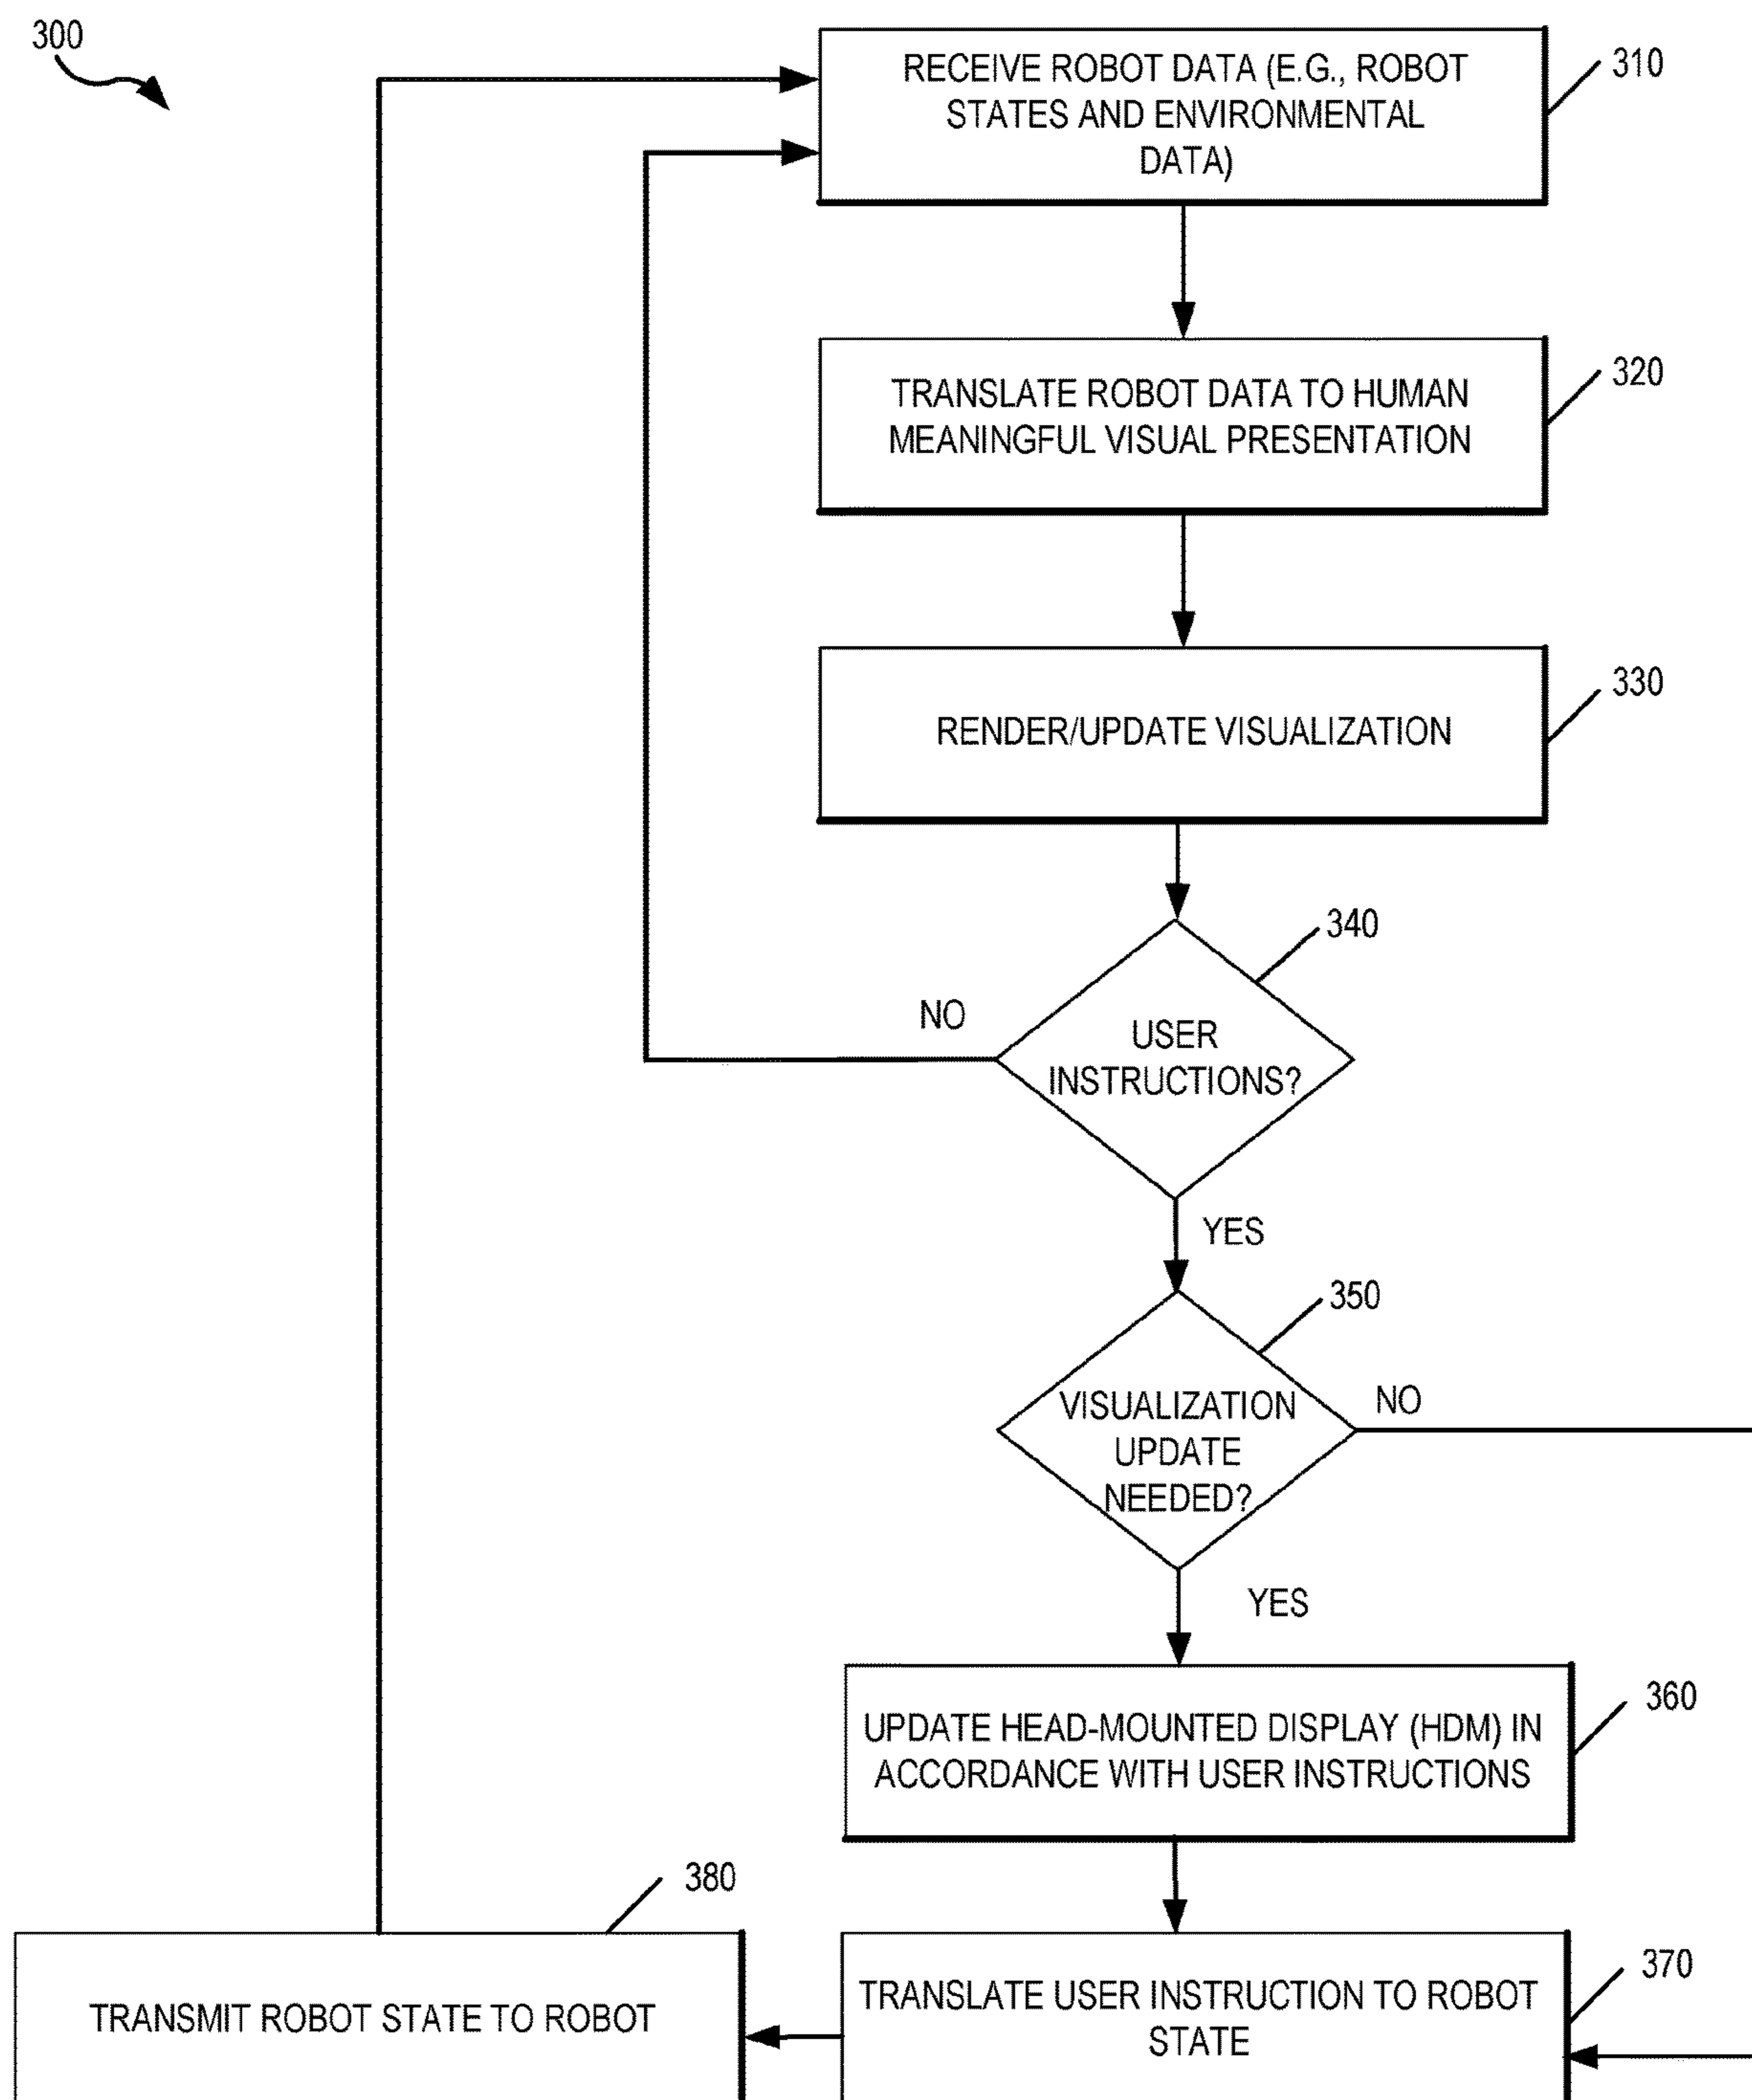 300
RECEIVE ROBOT DATA (E.G., ROBOT
STATES AND ENVIRONMENTAL
DATA)
310
TRANSLATE ROBOT DATA TO HUMAN
MEANINGFUL VISUAL PRESENTATION
320
RENDER/UPDATE VISUALIZATION
330
340
NO
USER
INSTRUCTIONS?
YES
350
VISUALIZATION
UPDATE
NEEDED?
NO
YES
UPDATE HEAD-MOUNTED DISPLAY (HDM) IN
ACCORDANCE WITH USER INSTRUCTIONS
360
380
TRANSMIT ROBOT STATE TO ROBOT
TRANSLATE USER INSTRUCTION TO ROBOT
STATE
370